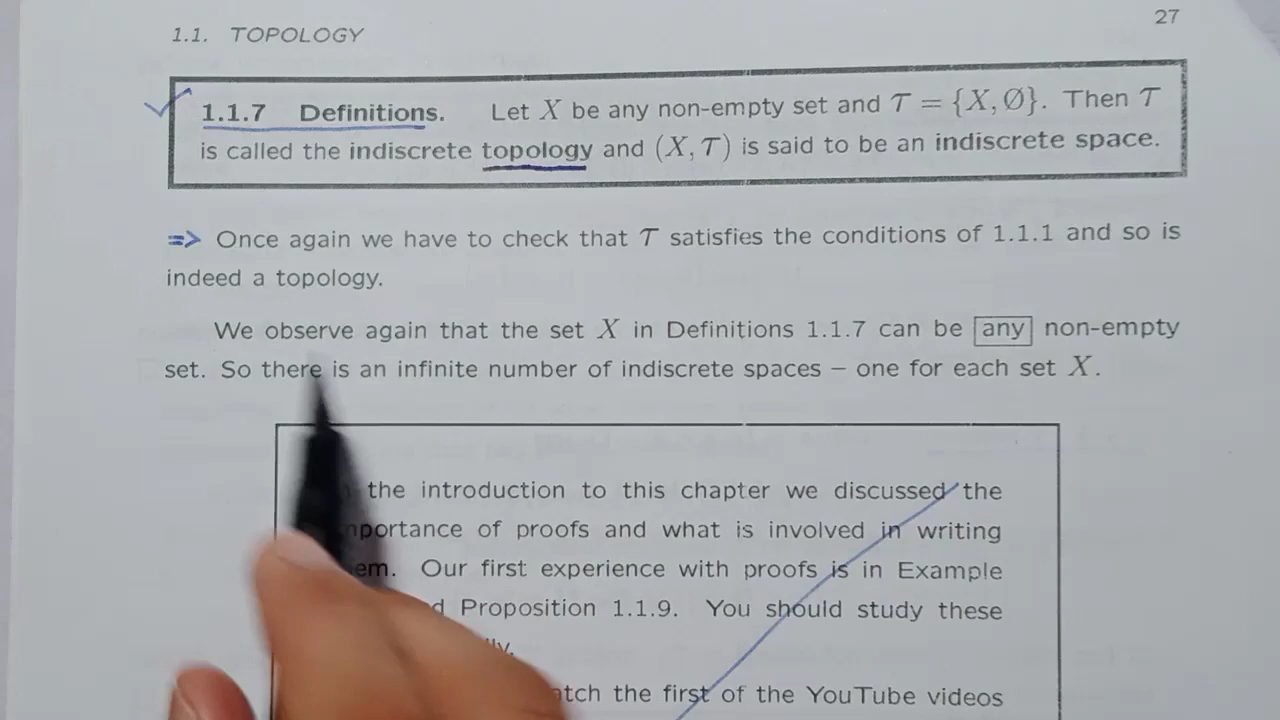 1.1. TOPOLOGY
27
1.1.7 Definitions. Let X be any non-empty set and 𝒯 = {X, Ø}. Then 𝒯
is called the indiscrete topology and (X, 𝒯) is said to be an indiscrete space.
=> Once again we have to check that 𝒯 satisfies the conditions of 1.1.1 and so is
indeed a topology.
We observe again that the set X in Definitions 1.1.7 can be any non-empty
set. So there is an infinite number of indiscrete spaces – one for each set X.
the introduction to this chapter we discussed the
of proofs and what is involved in writing
Our first experience with proofs is in Example
Proposition 1.1.9. You should study these
the first of the YouTube videos